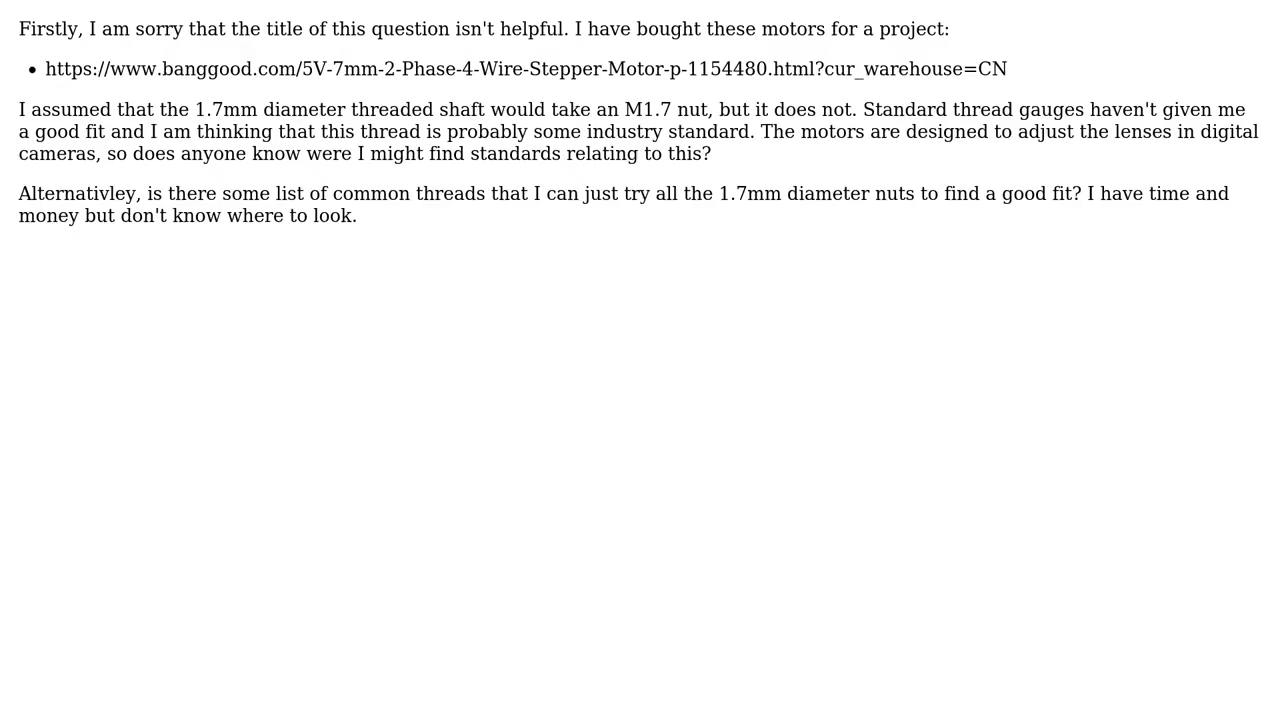 Firstly, I am sorry that the title of this question isn't helpful. I have bought these motors for a project:
• https://www.banggood.com/5V-7mm-2-Phase-4-Wire-Stepper-Motor-p-1154480.html?cur_warehouse=CN
I assumed that the 1.7mm diameter threaded shaft would take an M1.7 nut, but it does not. Standard thread gauges haven't given me
a good fit and I am thinking that this thread is probably some industry standard. The motors are designed to adjust the lenses in digital
cameras, so does anyone know were I might find standards relating to this?
Alternativley, is there some list of common threads that I can just try all the 1.7mm diameter nuts to find a good fit? I have time and
money but don't know where to look.